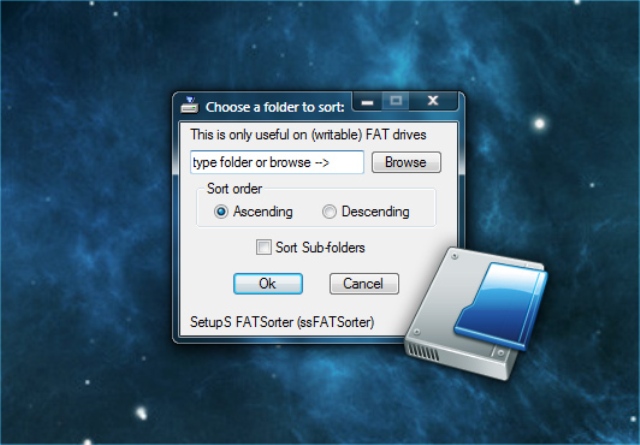 Choose a folder to sort:
This is only useful on (writable) FAT drives
type folder or browse -->
Browse
Sort order
Ascending
Descending
Sort Sub-folders
Ok
Cancel
SetupS FATSorter (ssFATSorter)